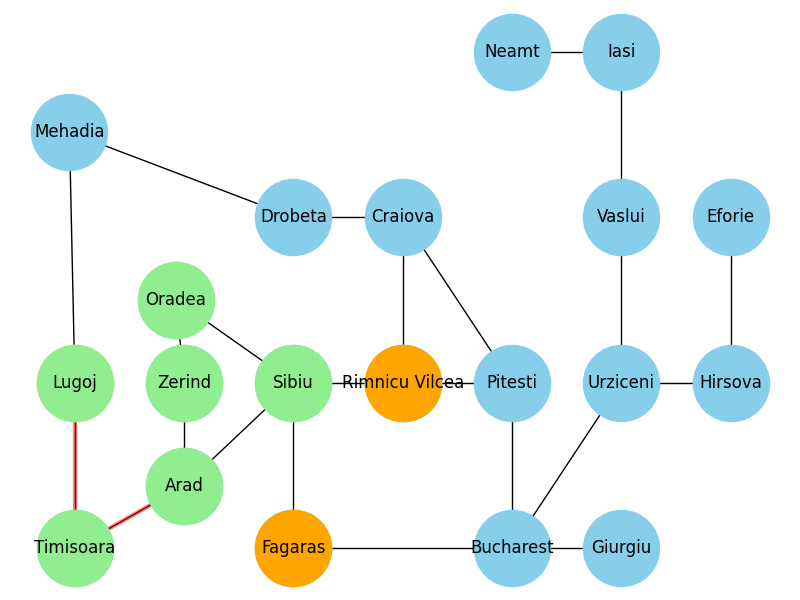 Neamt
Iasi
Mehadia
Drobeta
Craiova
Vaslui
Eforie
Oradea
Lugoj
Zerind
Sibiu
Rimnicu Vilcea
Pitesti
Urziceni
Hirsova
Arad
Timisoara
Fagaras
Bucharest
Giurgiu